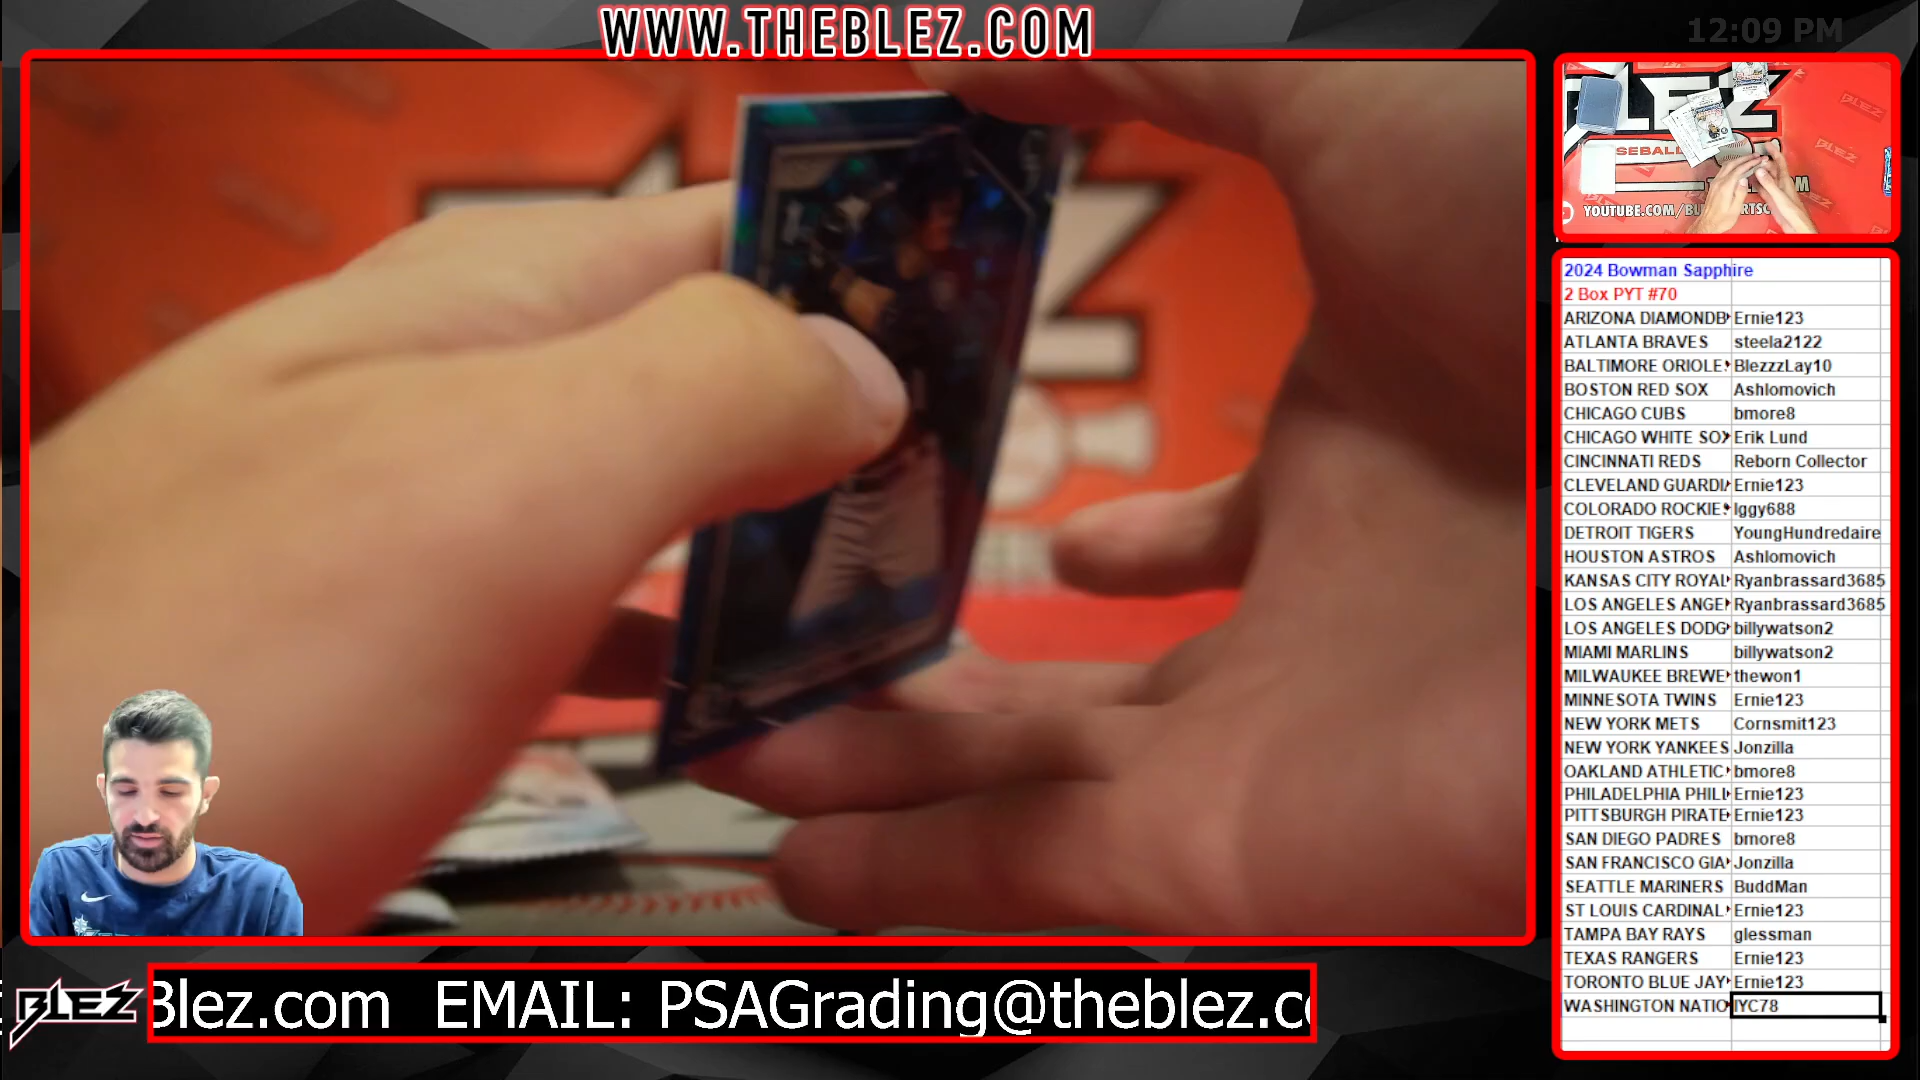 WWW.THEBLEZ.COM
12:09 PM
BLEZ
LEZ
SEBALL
BLEZ
YOUTUBE.COM/BL
2024 Bowman Sapphire
2 Box PYT #70
ARIZONA DIAMONDB Ernie123
ATLANTA BRAVES steela2122
BALTIMORE ORIOLE BlezzzLay10
BOSTON RED SOX Ashlomovich
CHICAGO CUBS bmore8
CHICAGO WHITE SOX Erik Lund
CINCINNATI REDS Reborn Collector
CLEVELAND GUARDI Ernie123
COLORADO ROCKIE Iggy688
DETROIT TIGERS YoungHundredaire
HOUSTON ASTROS Ashlomovich
KANSAS CITY ROYAL Ryanbrassard3685
LOS ANGELES ANGE Ryanbrassard3685
LOS ANGELES DODG billywatson2
MIAMI MARLINS billywatson2
MILWAUKEE BREWE thewon1
MINNESOTA TWINS Ernie123
NEW YORK METS Cornsmit123
NEW YORK YANKEES Jonzilla
OAKLAND ATHLETIC bmore8
PHILADELPHIA PHILL Ernie123
PITTSBURGH PIRATE Ernie123
SAN DIEGO PADRES bmore8
SAN FRANCISCO GIA Jonzilla
SEATTLE MARINERS BuddMan
ST LOUIS CARDINAL Ernie123
TAMPA BAY RAYS glessman
TEXAS RANGERS Ernie123
TORONTO BLUE JAY Ernie123
WASHINGTON NATIO IYC78
BLEZ
Blez.com EMAIL: PSAGrading@theblez.co